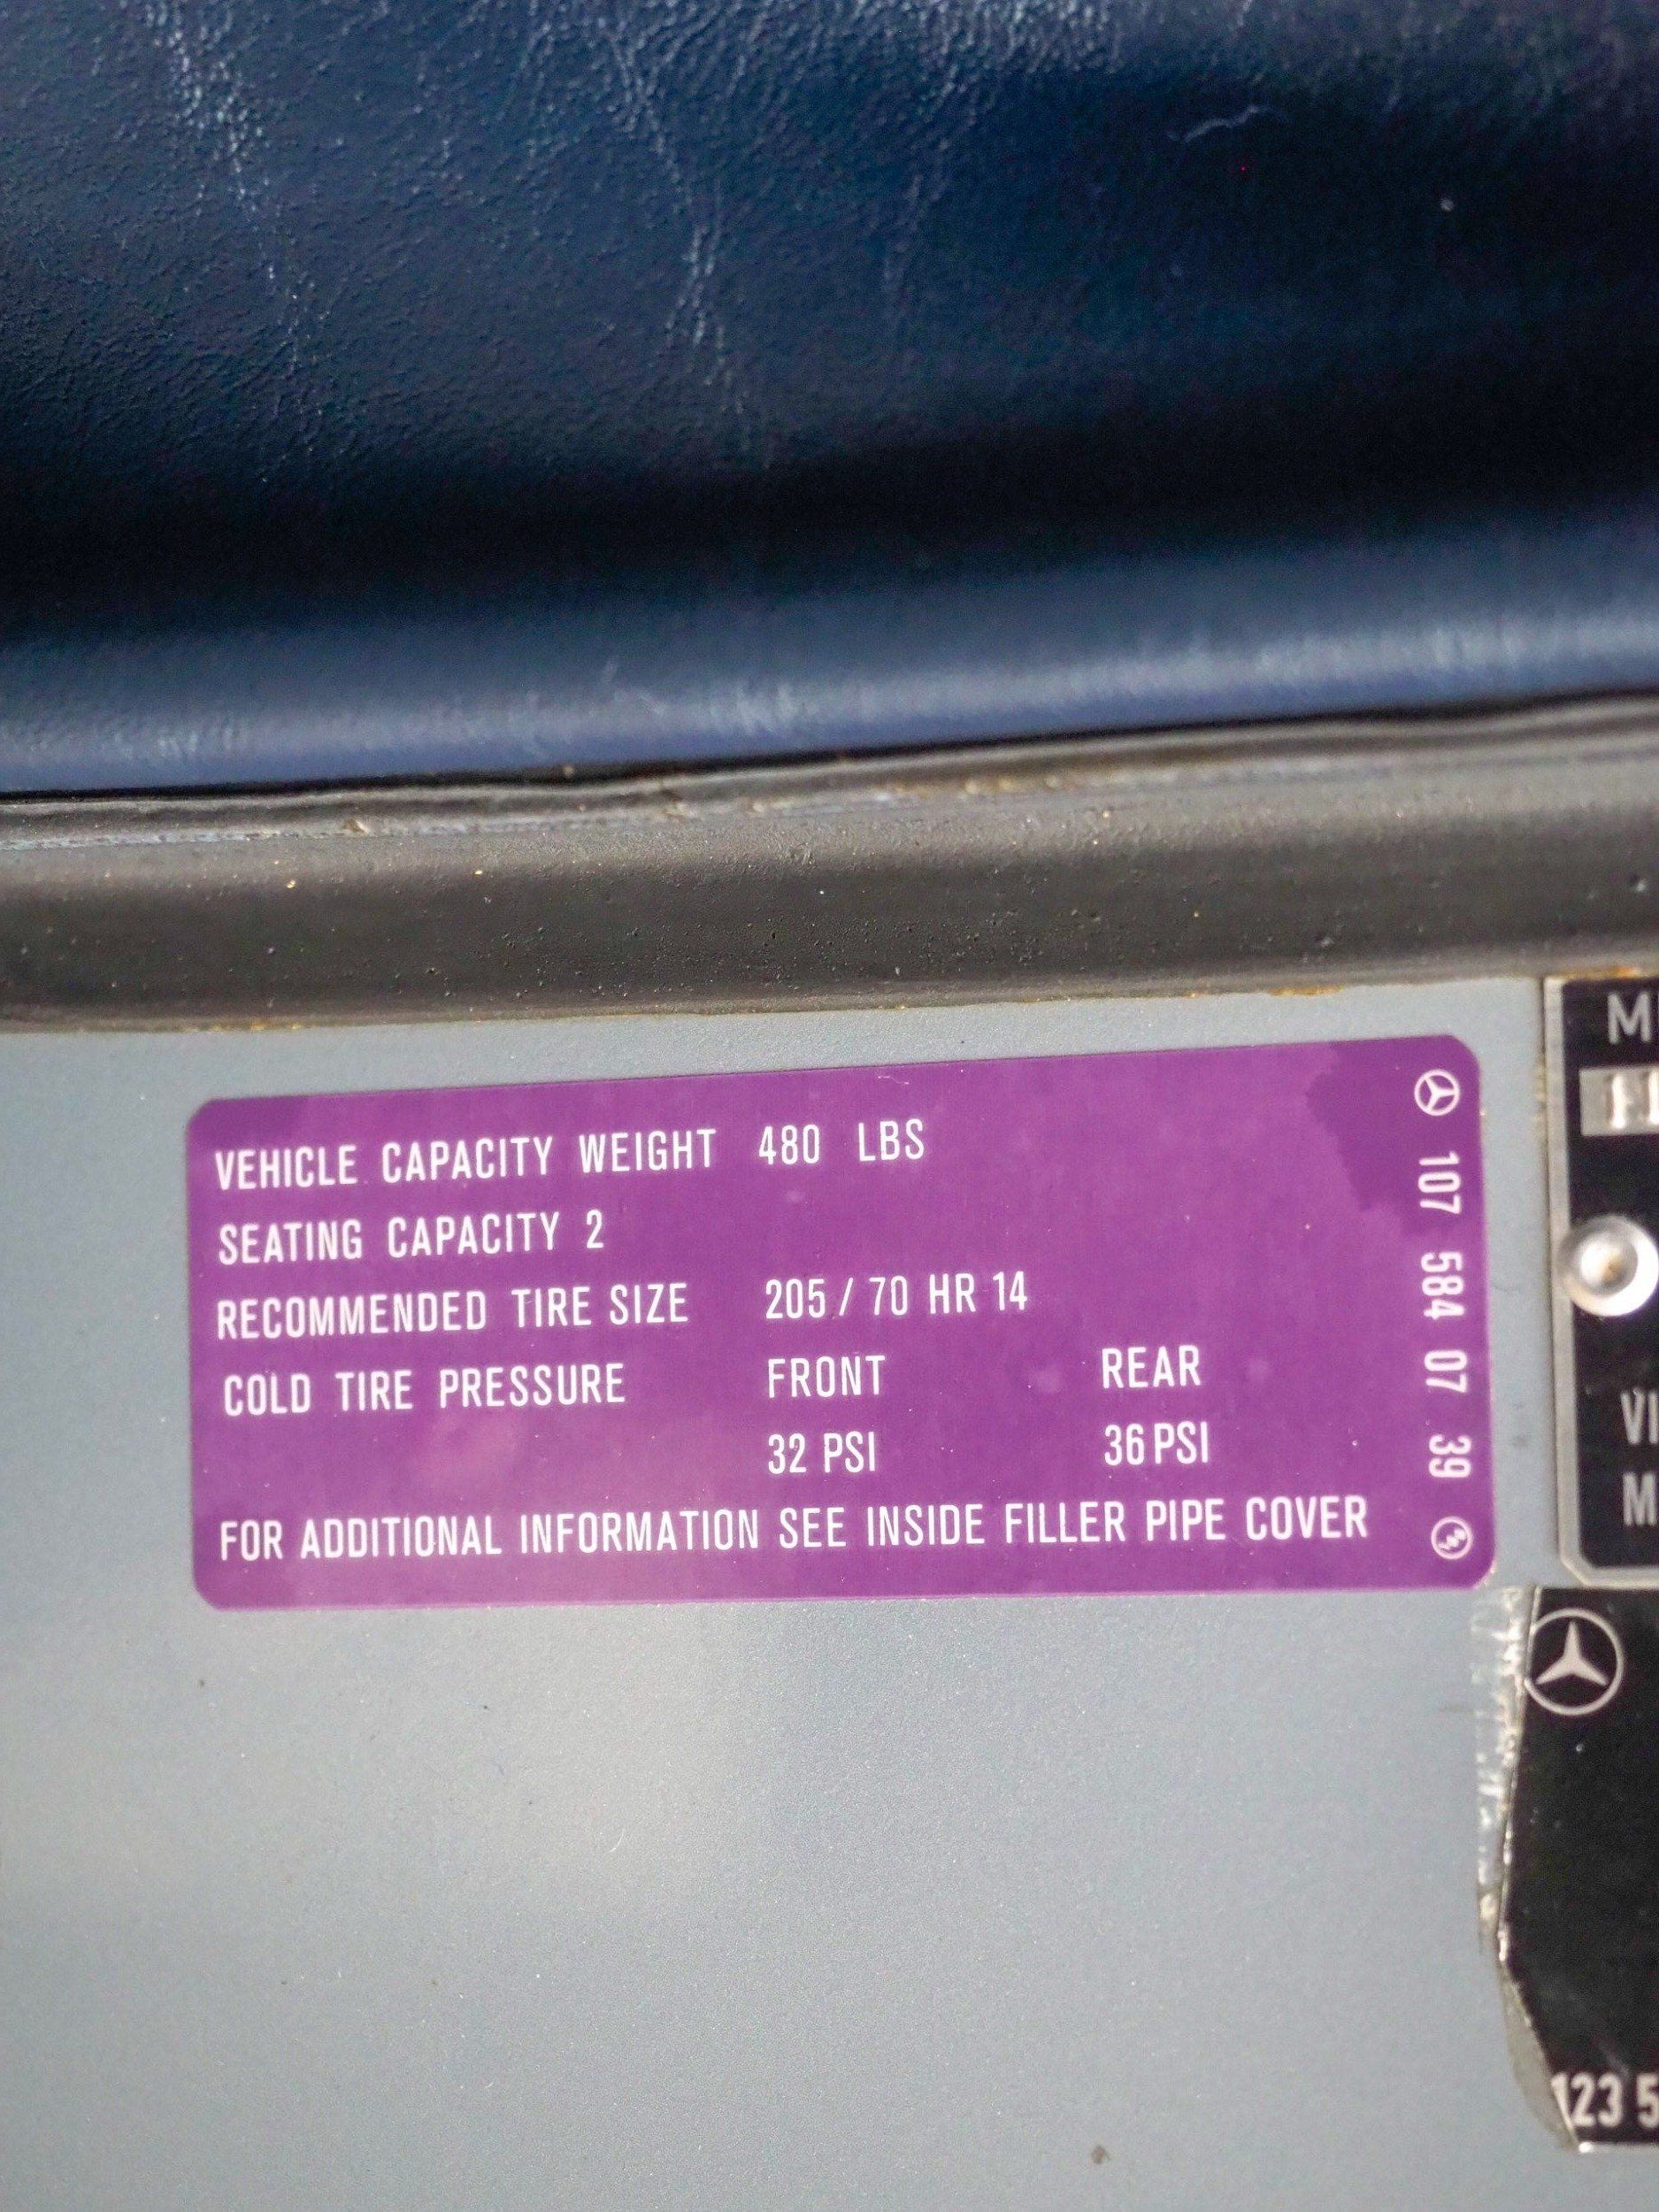 VEHICLE CAPACITY WEIGHT 480 LBS
SEATING CAPACITY 2
RECOMMENDED TIRE SIZE 205 / 70 HR 14
COLD TIRE PRESSURE FRONT REAR
32 PSI 36 PSI
FOR ADDITIONAL INFORMATION SEE INSIDE FILLER PIPE COVER
107 584 07 39
M
VI
M
123 5